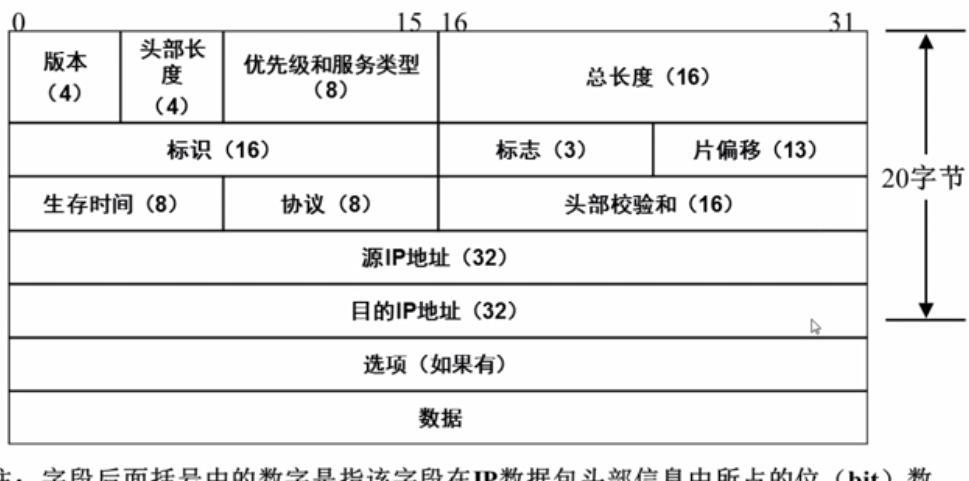 0 15 16 31
版本
（4）
头部长
度
（4）
优先级和服务类型
（8）
总长度（16）
标识（16）
标志（3）
片偏移（13）
20字节
生存时间（8）
协议（8）
头部校验和（16）
源IP地址（32）
目的IP地址（32）
选项（如果有）
数据
注：字段后面括号中的数字是指该字段在IP数据包头部信息中所占的位（bit）数